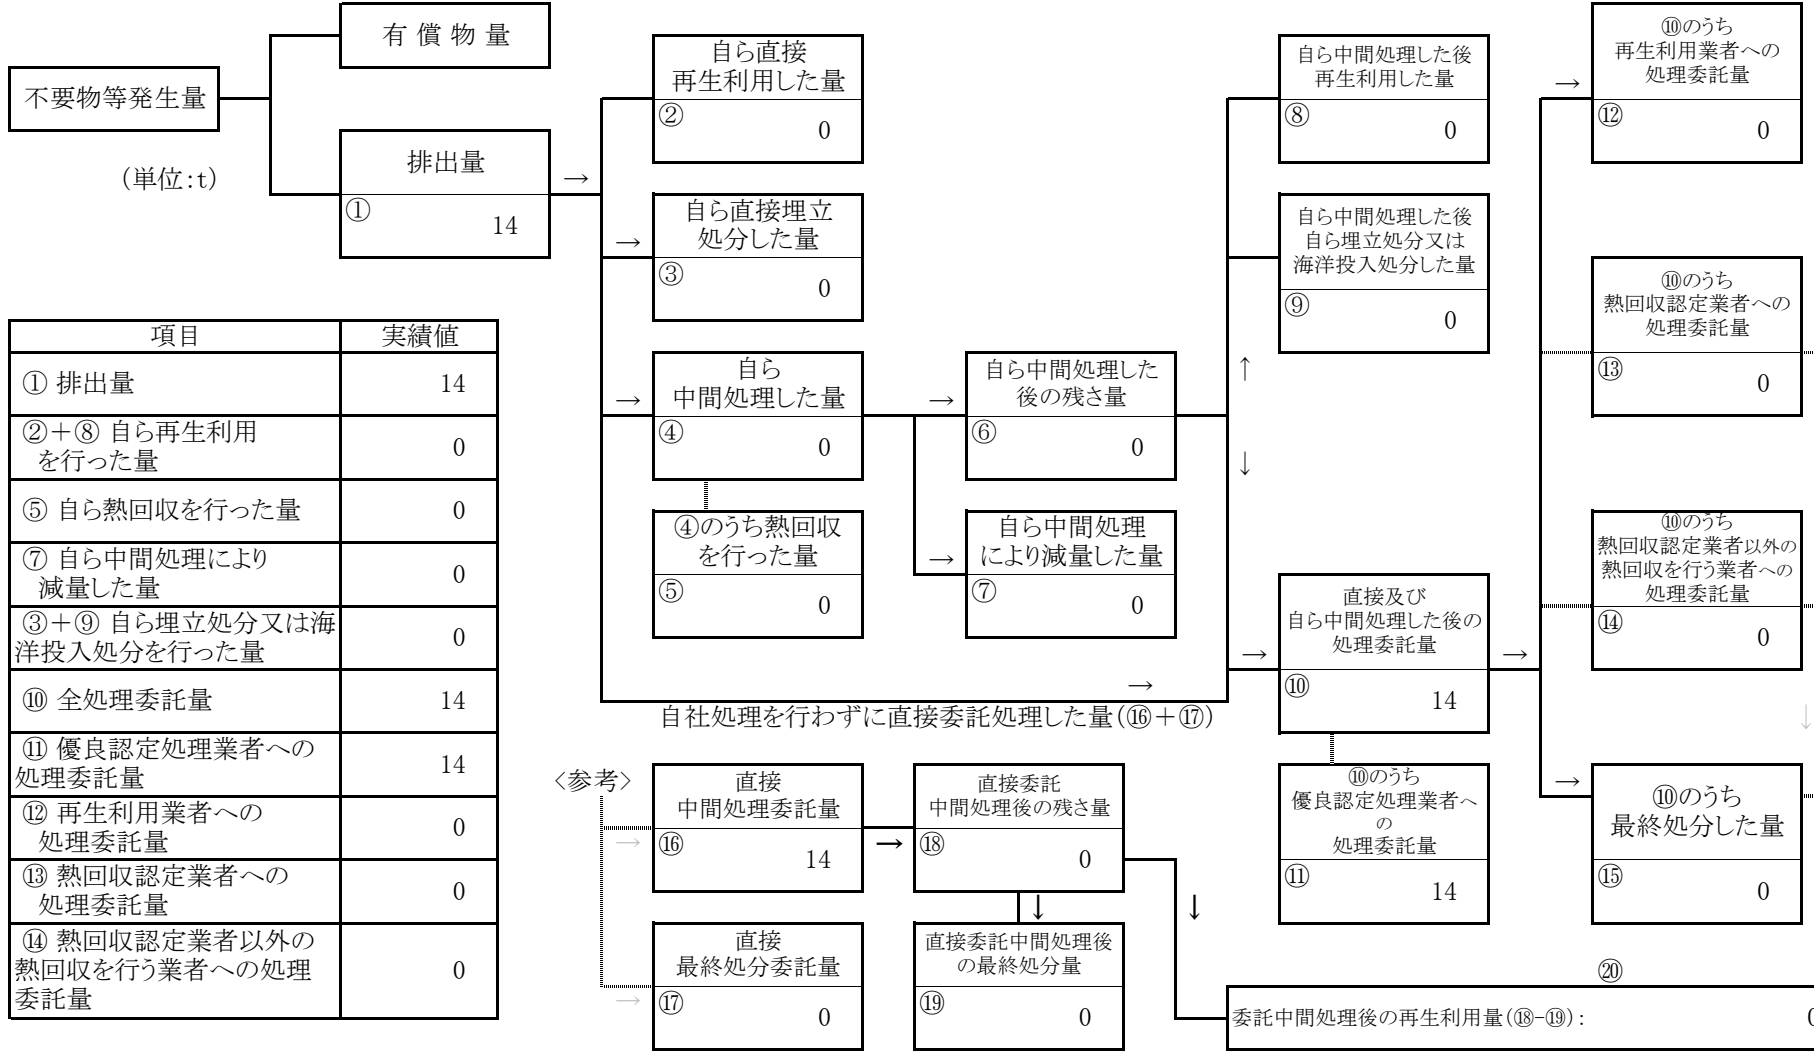 不要物等発生量
有 償 物 量
(単位:t)
排出量
①
14
→
自ら直接
再生利用した量
②
0
→
自ら直接埋立
処分した量
③
0
→
自ら
中間処理した量
④
0
④のうち熱回収
を行った量
⑤
0
→
自ら中間処理した
後の残さ量
⑥
0
→
自ら中間処理
により減量した量
⑦
0
自ら中間処理した後
再生利用した量
⑧
0
自ら中間処理した後
自ら埋立処分又は
海洋投入処分した量
⑨
0
↑
↓
→
自社処理を行わずに直接委託処理した量(⑯+⑰)
→
直接及び
自ら中間処理した後の
処理委託量
⑩
14
⑩のうち
優良認定処理業者へ
の
処理委託量
⑪
14
→
→
⑩のうち
再生利用業者への
処理委託量
⑫
0
⑩のうち
熱回収認定業者への
処理委託量
⑬
0
⑩のうち
熱回収認定業者以外の
熱回収を行う業者への
処理委託量
⑭
0
↓
→
⑩のうち
最終処分した量
⑮
0
項目 実績値
① 排出量 14
②+⑧ 自ら再生利用
を行った量 0
⑤ 自ら熱回収を行った量 0
⑦ 自ら中間処理により
減量した量 0
③+⑨ 自ら埋立処分又は海
洋投入処分を行った量 0
⑩ 全処理委託量 14
⑪ 優良認定処理業者への
処理委託量 14
⑫ 再生利用業者への
処理委託量 0
⑬ 熱回収認定業者への
処理委託量 0
⑭ 熱回収認定業者以外の
熱回収を行う業者への処理
委託量 0
<参考>
→
直接
中間処理委託量
⑯
14
→
直接委託
中間処理後の残さ量
⑱
0
→
直接
最終処分委託量
⑰
0
↓
直接委託中間処理後
の最終処分量
⑲
0
↓
⑳
委託中間処理後の再生利用量(⑱-⑲): 0